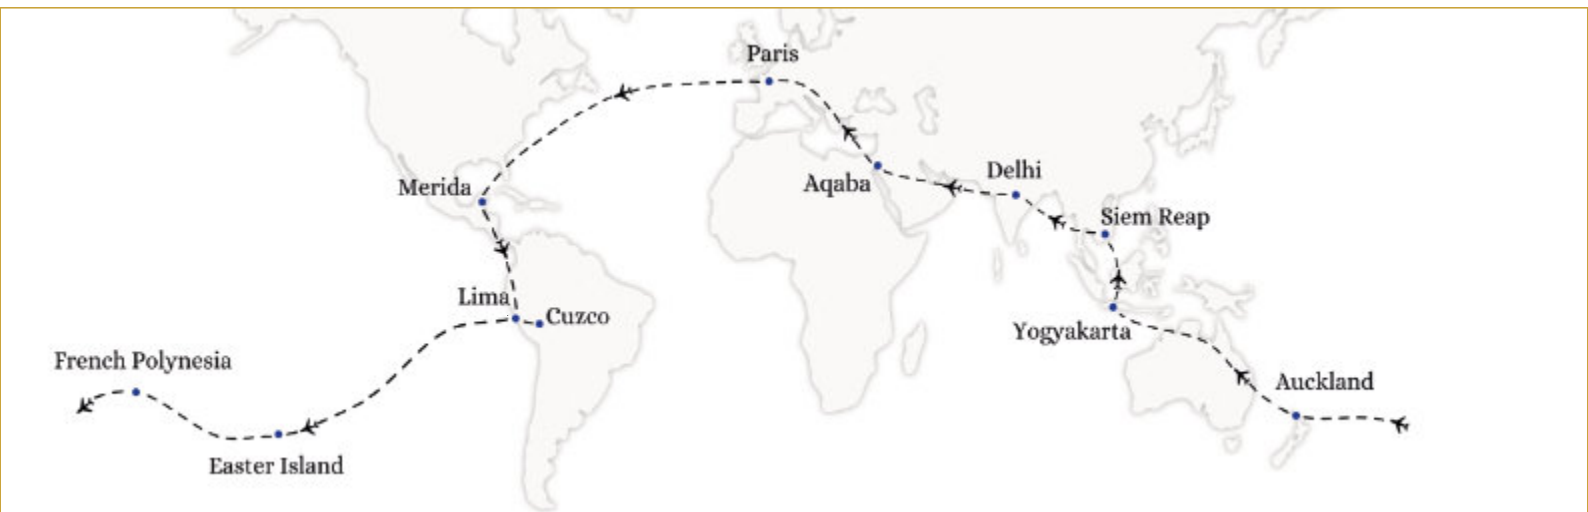 Paris
Delhi
Merida
Aqaba
Siem Reap
Lima
Cuzco
Yogyakarta
French Polynesia
Auckland
Easter Island